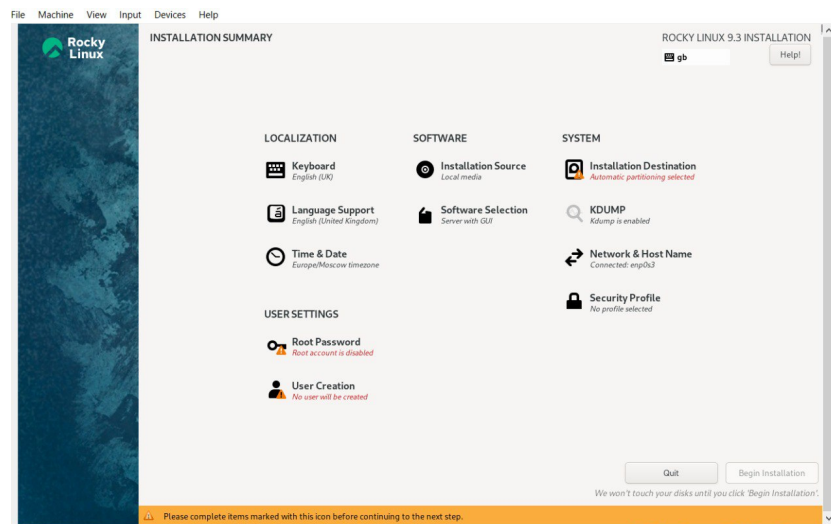 File Machine View Input Devices Help
Rocky
Linux
INSTALLATION SUMMARY
ROCKY LINUX 9.3 INSTALLATION
gb
Help!
LOCALIZATION
Keyboard
English (UK)
Language Support
English (United Kingdom)
Time & Date
Europe/Moscow timezone
SOFTWARE
Installation Source
Local media
Software Selection
Server with GUI
SYSTEM
Installation Destination
Automatic partitioning selected
KDUMP
Kdump is enabled
Network & Host Name
Connected: enp0s3
Security Profile
No profile selected
USER SETTINGS
Root Password
Root account is disabled
User Creation
No user will be created
Quit
Begin Installation
We won't touch your disks until you click 'Begin Installation'.
Please complete items marked with this icon before continuing to the next step.